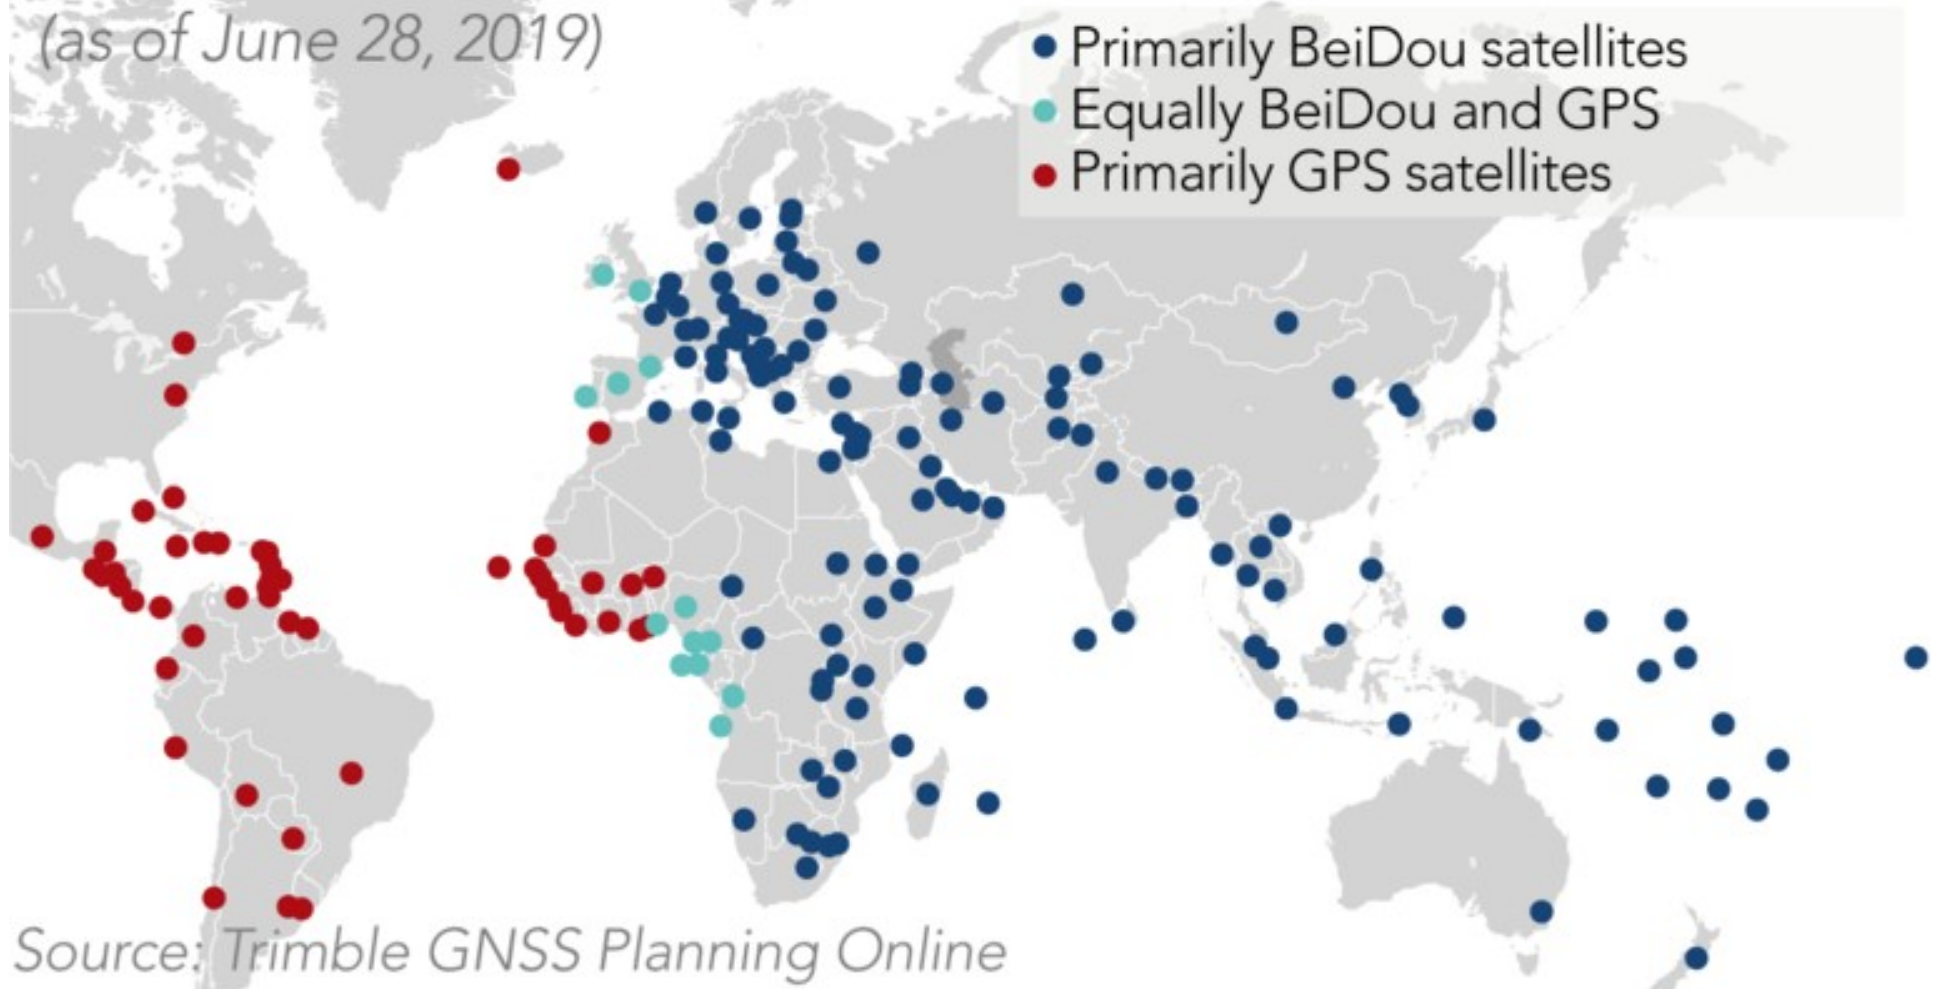 (as of June 28, 2019)
Primarily BeiDou satellites
Equally BeiDou and GPS
Primarily GPS satellites
Source: Trimble GNSS Planning Online